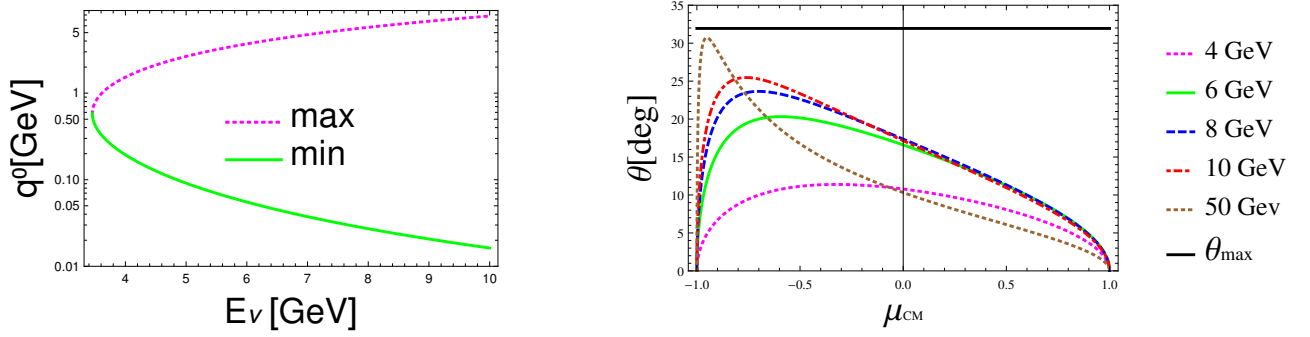 q⁰[GeV]
5
1
0.50
0.10
0.05
0.01
max
min
4 5 6 7 8 9 10
Eν [GeV]
θ[deg]
35
30
25
20
15
10
5
0
-1.0 -0.5 0.0 0.5 1.0
μCM
4 GeV
6 GeV
8 GeV
10 GeV
50 Gev
θmax